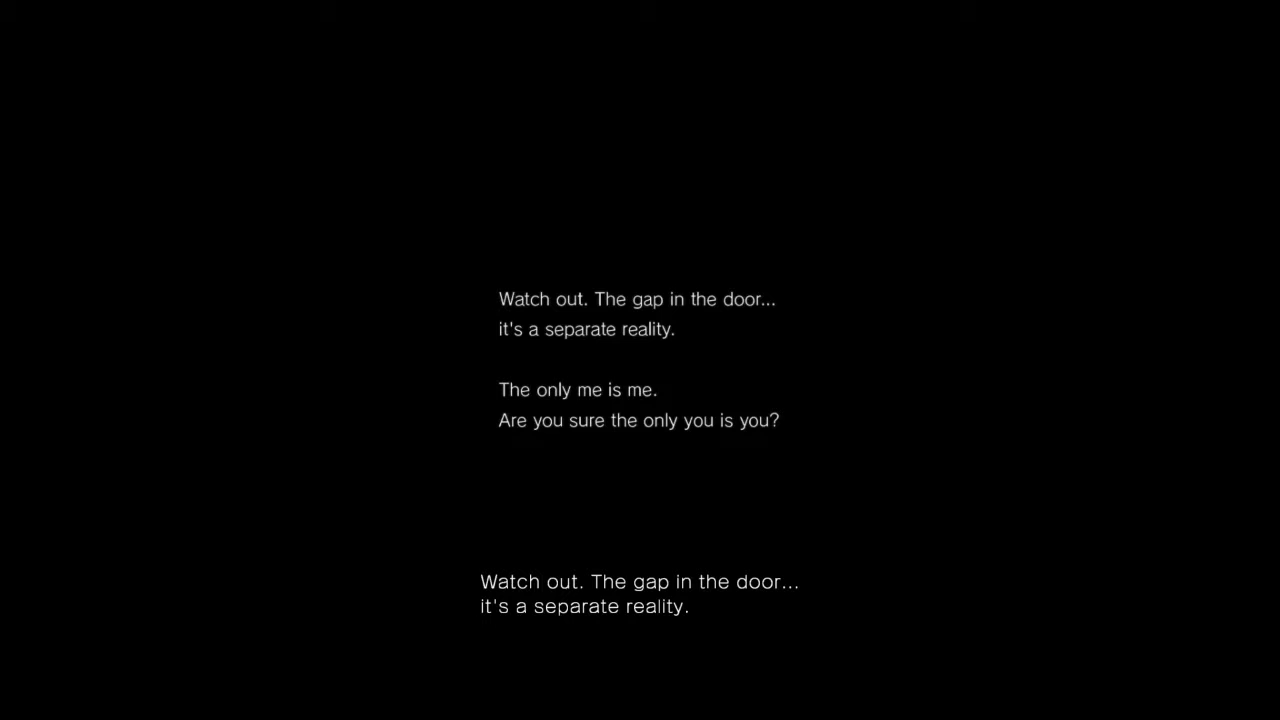 Watch out. The gap in the door...
it's a separate reality.
The only me is me.
Are you sure the only you is you?
Watch out. The gap in the door...
it's a separate reality.